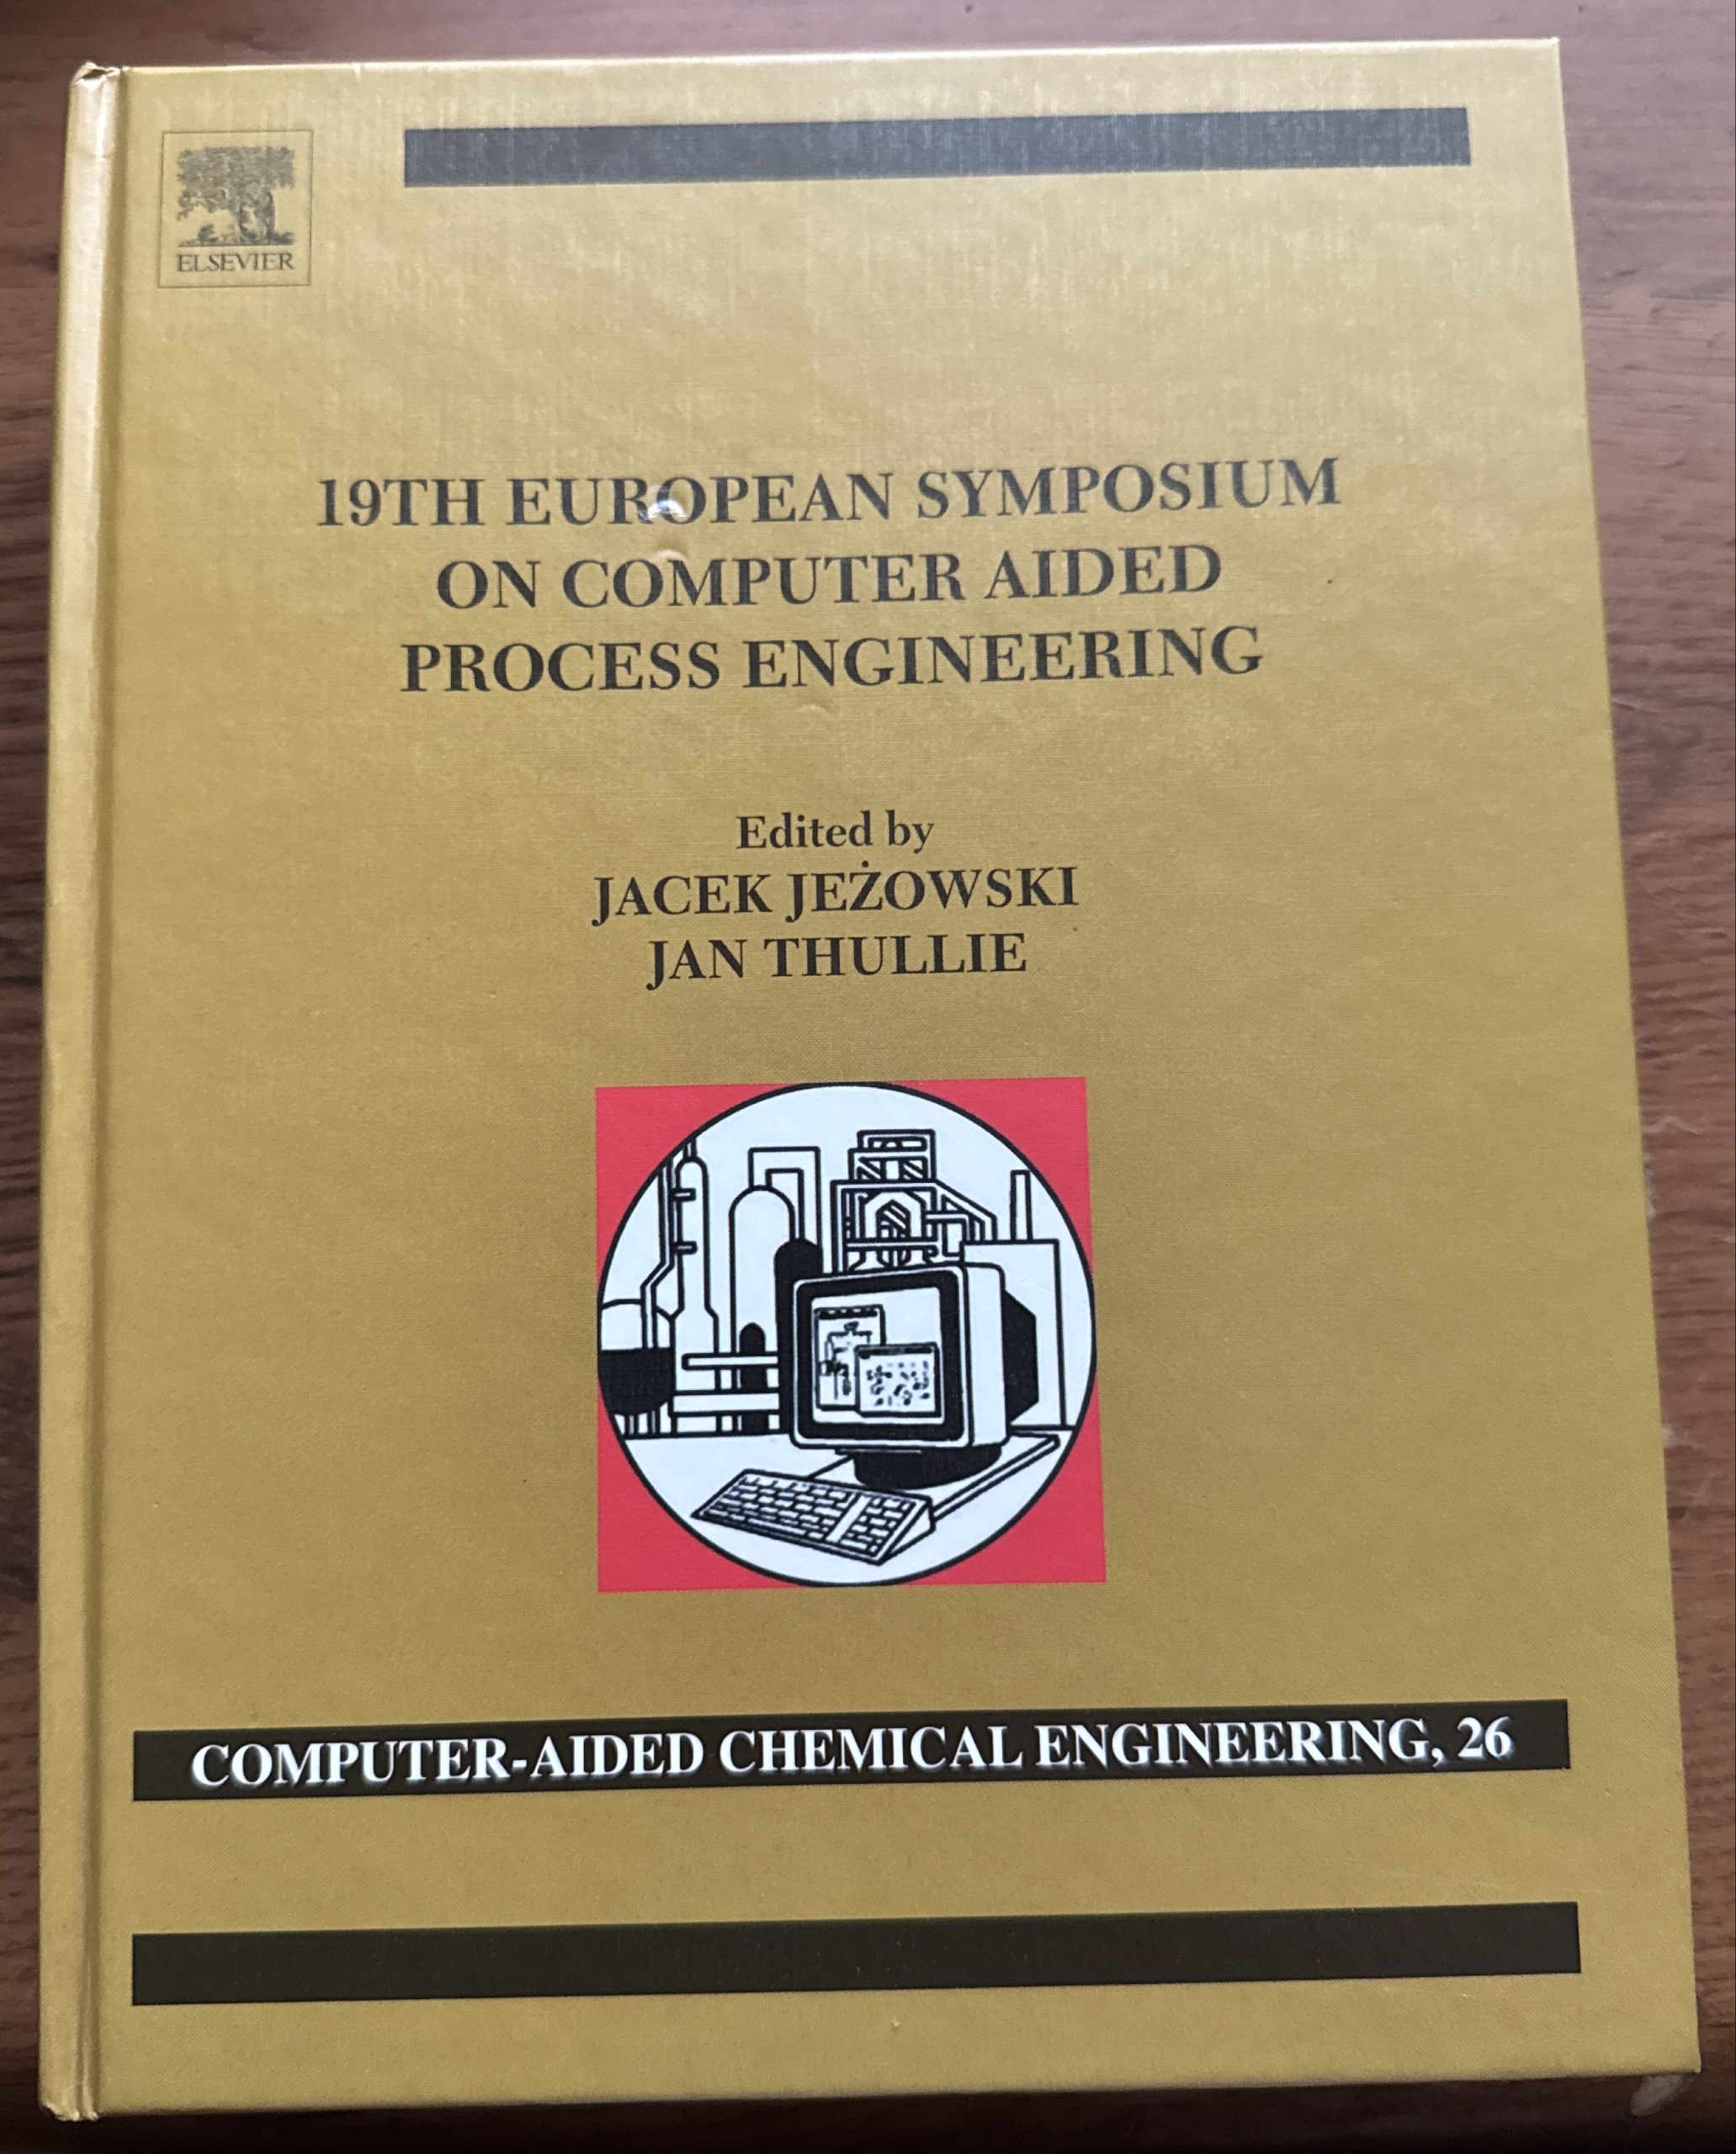 ELSEVIER
19TH EUROPEAN SYMPOSIUM
ON COMPUTER AIDED
PROCESS ENGINEERING
Edited by
JACEK JEŻOWSKI
JAN THULLIE
COMPUTER-AIDED CHEMICAL ENGINEERING, 26